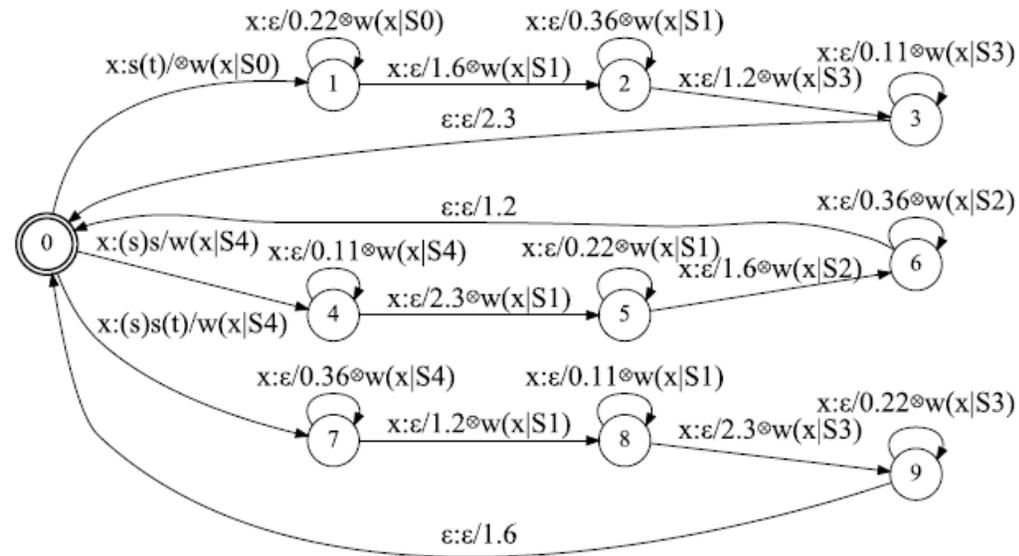 x:ε/0.22⊗w(x|S0) x:ε/0.36⊗w(x|S1)
x:ε/0.11⊗w(x|S3)
x:s(t)/⊗w(x|S0) 1 x:ε/1.6⊗w(x|S1) 2 x:ε/1.2⊗w(x|S3)
3
ε:ε/2.3
ε:ε/1.2 x:ε/0.36⊗w(x|S2)
0 x:(s)s/w(x|S4) x:ε/0.11⊗w(x|S4) x:ε/0.22⊗w(x|S1)
x:ε/1.6⊗w(x|S2) 6
4 x:ε/2.3⊗w(x|S1) 5
x:(s)s(t)/w(x|S4)
x:ε/0.36⊗w(x|S4) x:ε/0.11⊗w(x|S1)
x:ε/0.22⊗w(x|S3)
7 x:ε/1.2⊗w(x|S1) 8 x:ε/2.3⊗w(x|S3)
9
ε:ε/1.6